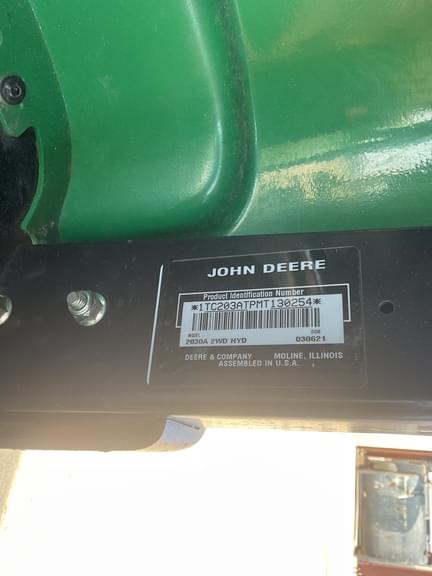 JOHN DEERE
Product Identification Number
*1TC203ATPMT130254*
MODEL DOM
2030A 2WD HYD 030621
DEERE & COMPANY MOLINE, ILLINOIS
ASSEMBLED IN U.S.A.